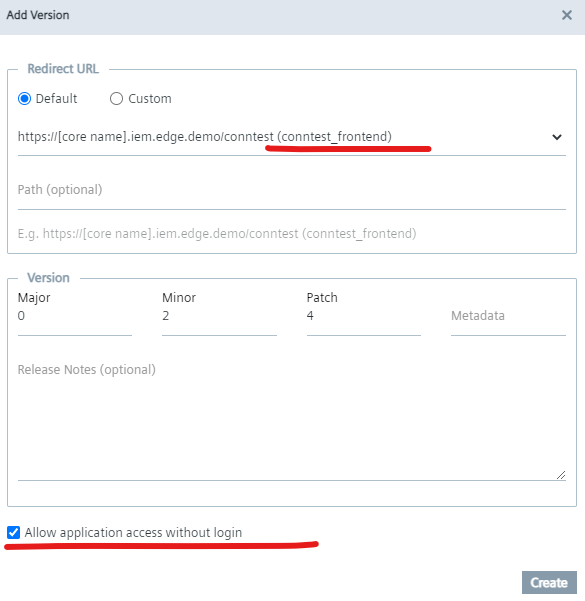 Add Version
Redirect URL
Default
Custom
https://[core name].iem.edge.demo/conntest (conntest_frontend)
Path (optional)
E.g. https://[core name].iem.edge.demo/conntest (conntest_frontend)
Version
Major
Minor
Patch
0
2
4
Metadata
Release Notes (optional)
Allow application access without login
Create